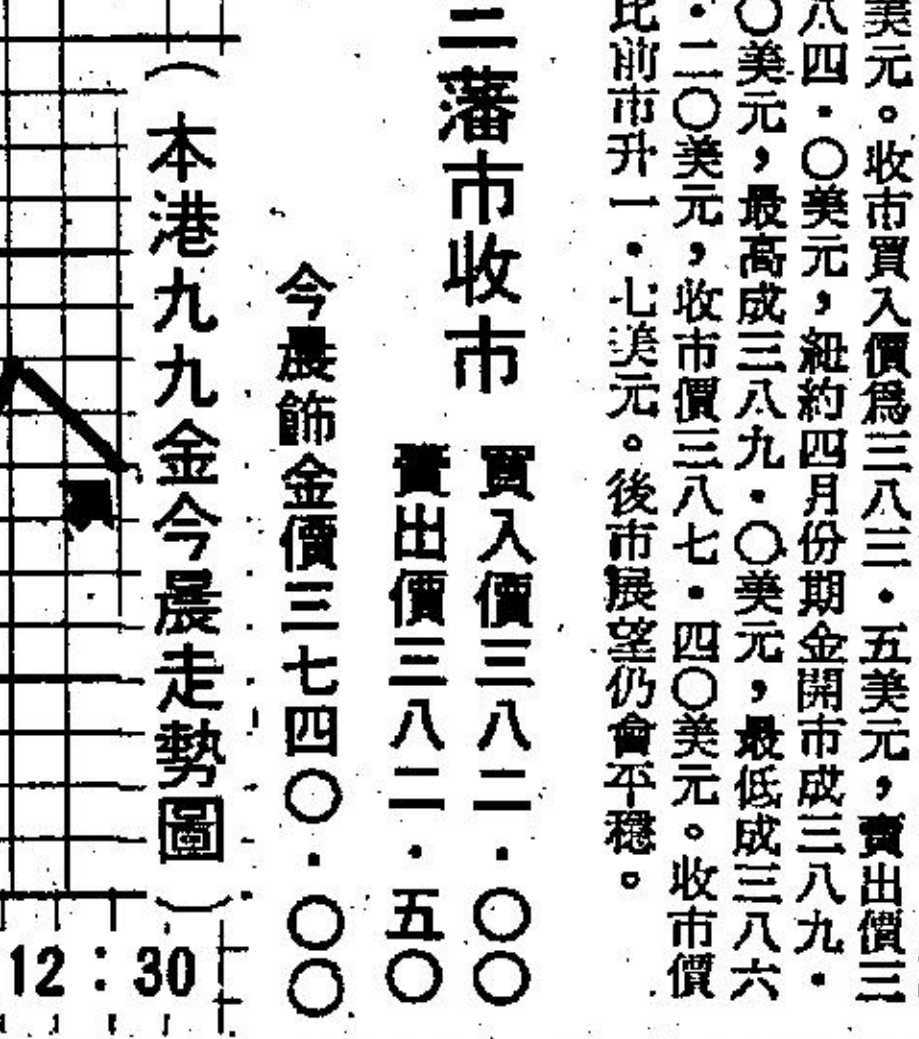 美元。收市買入價爲三八三・五美元，賣出價三
八四・〇美元，紐約四月份期金開市成三八九・
〇美元，最高成三八九・〇美元，最低成三八六
・二〇美元，收市價三八七・四〇美元。收市價
比前市升一・七美元。後市展望仍會平穩。
三藩市收市
買入價三八二・〇〇
賣出價三八二・五〇
今晨飾金價三七四〇・〇〇
（本港九九金今晨走勢圖）
12：30